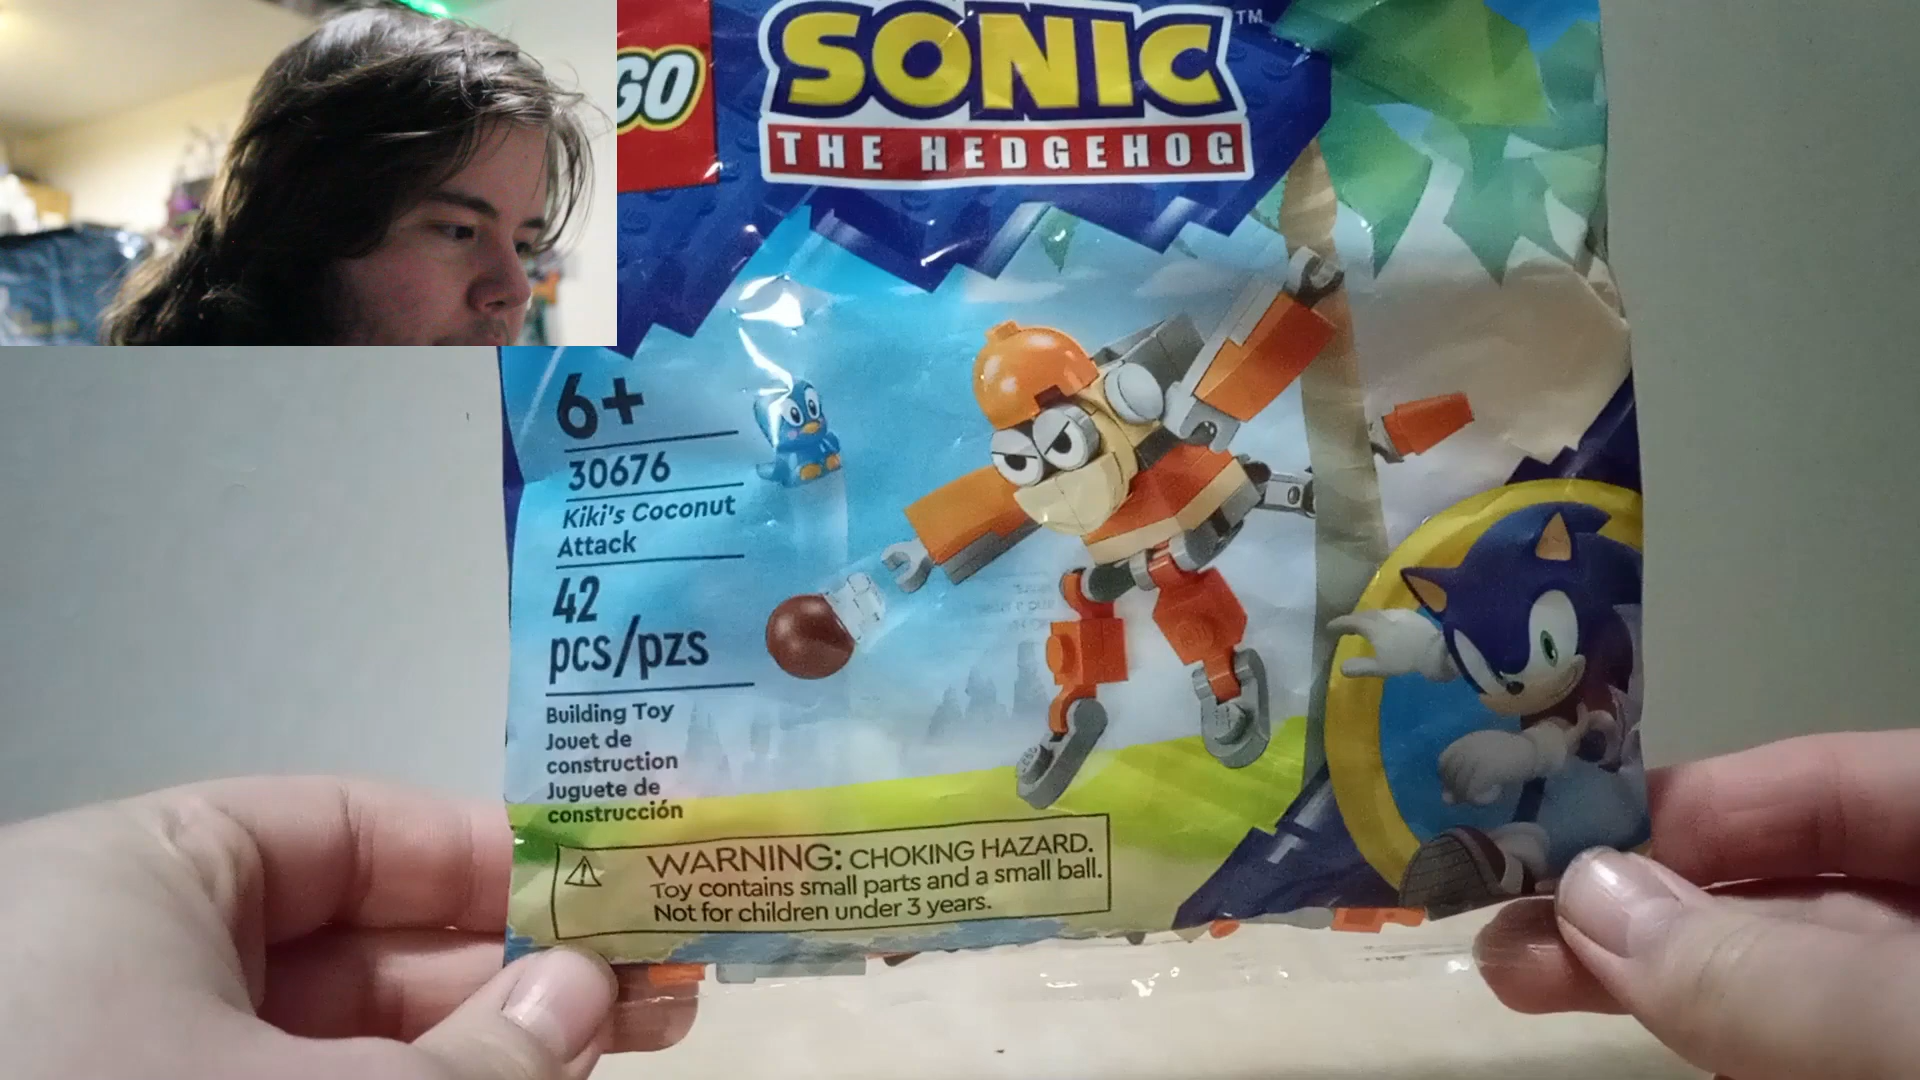 GO
SONIC™
THE HEDGEHOG
6+
30676
Kiki's Coconut
Attack
42
pcs/pzs
Building Toy
Jouet de
construction
Juguete de
construcción
WARNING: CHOKING HAZARD.
Toy contains small parts and a small ball.
Not for children under 3 years.